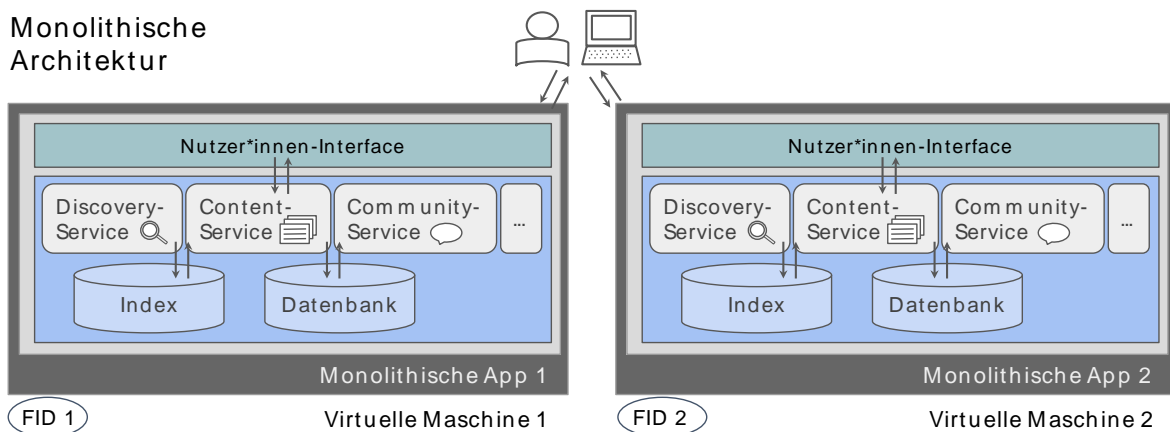 Monolithische
Architektur
Nutzer*innen-Interface
Discovery-
Service
Content-
Service
Community-
Service
...
Index
Datenbank
Monolithische App 1
FID 1
Virtuelle Maschine 1
Nutzer*innen-Interface
Discovery-
Service
Content-
Service
Community-
Service
...
Index
Datenbank
Monolithische App 2
FID 2
Virtuelle Maschine 2